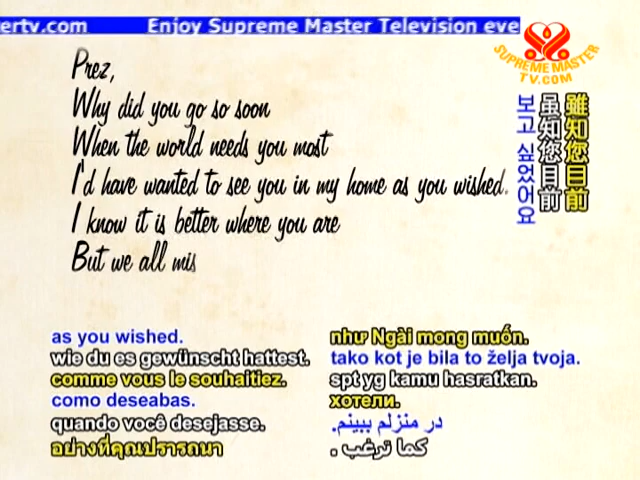 ertv.com Enjoy Supreme Master Television eve
SUPREME MASTER
TV.COM
Prez,
Why did you go so soon
When the world needs you most
I'd have wanted to see you in my home as you wished.
I know it is better where you are
But we all mis
雖知您目前
虽知您目前
보고 싶었어요
as you wished.
wie du es gewünscht hattest.
comme vous le souhaitiez.
como deseabas.
quando você desejasse.
อย่างที่คุณปรารถนา
như Ngài mong muốn.
tako kot je bila to želja tvoja.
spt yg kamu hasratkan.
хотели.
در منزلم ببینم.
كما ترغب .